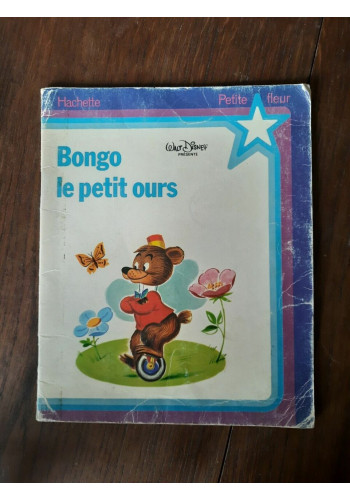 Hachette
Petite fleur
Walt Disney
PRÉSENTE
Bongo
le petit ours